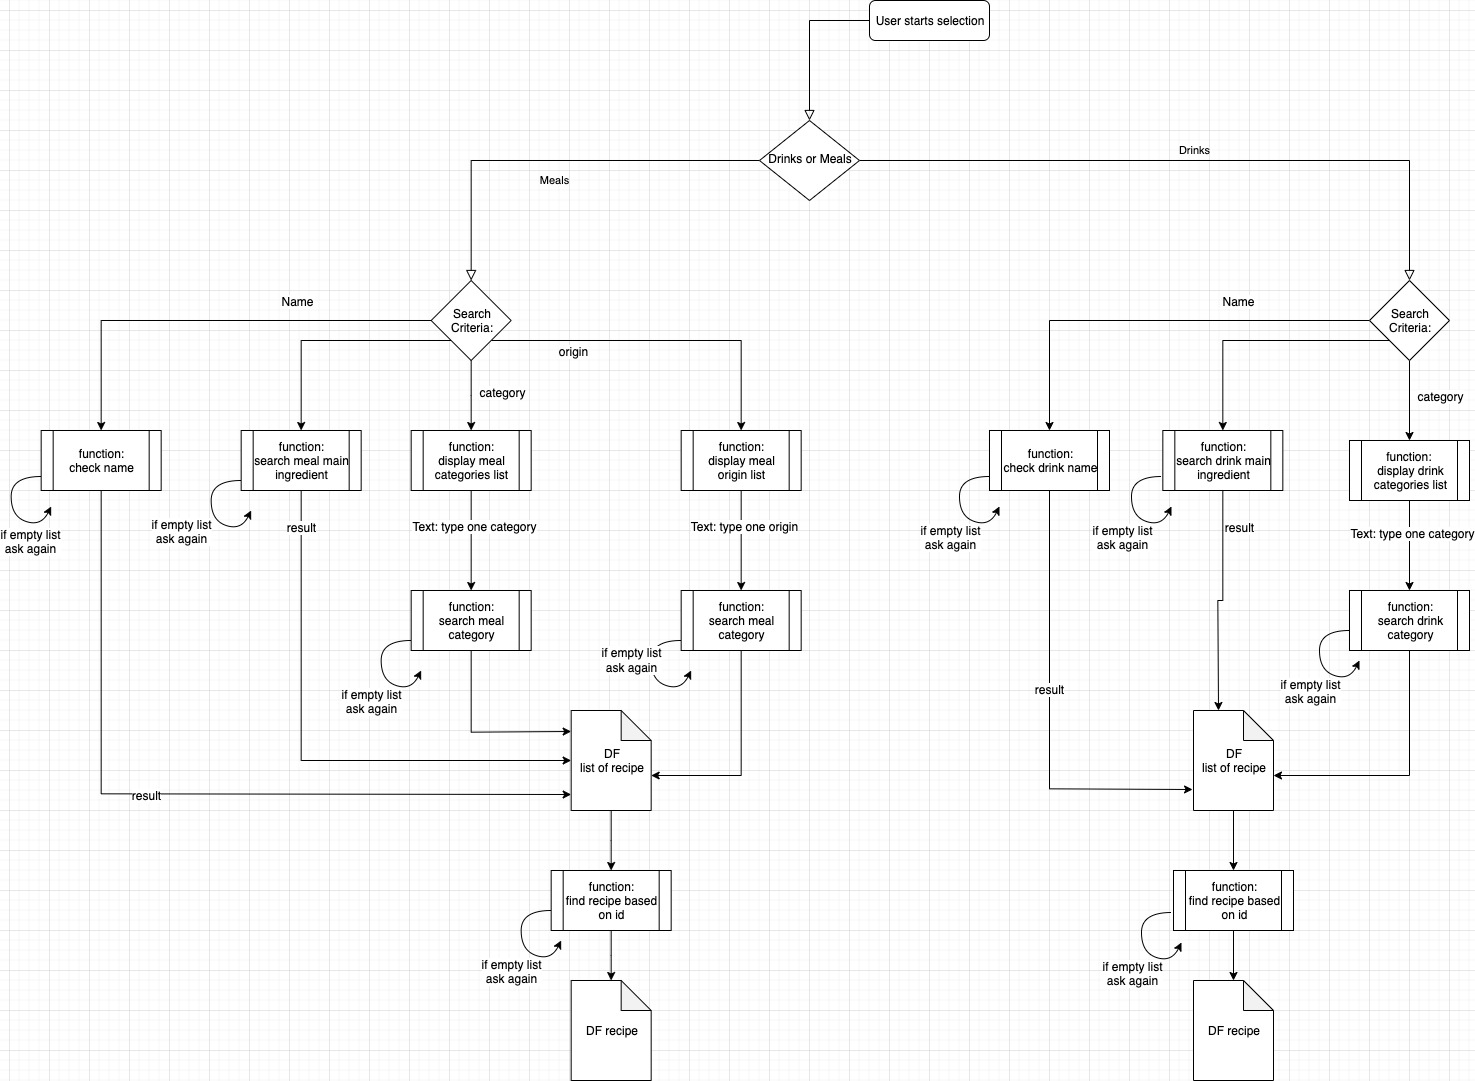 User starts selection
Drinks or Meals
Drinks
Meals
Search
Criteria:
Name
origin
category
function:
check name
if empty list
ask again
result
function:
search meal main
ingredient
if empty list
ask again
result
function:
display meal
categories list
Text: type one category
function:
search meal
category
if empty list
ask again
function:
display meal
origin list
Text: type one origin
function:
search meal
category
if empty list
ask again
DF
list of recipe
function:
find recipe based
on id
if empty list
ask again
DF recipe
Search
Criteria:
Name
category
function:
check drink name
if empty list
ask again
result
function:
search drink main
ingredient
if empty list
ask again
result
function:
display drink
categories list
Text: type one category
function:
search drink
category
if empty list
ask again
DF
list of recipe
function:
find recipe based
on id
if empty list
ask again
DF recipe